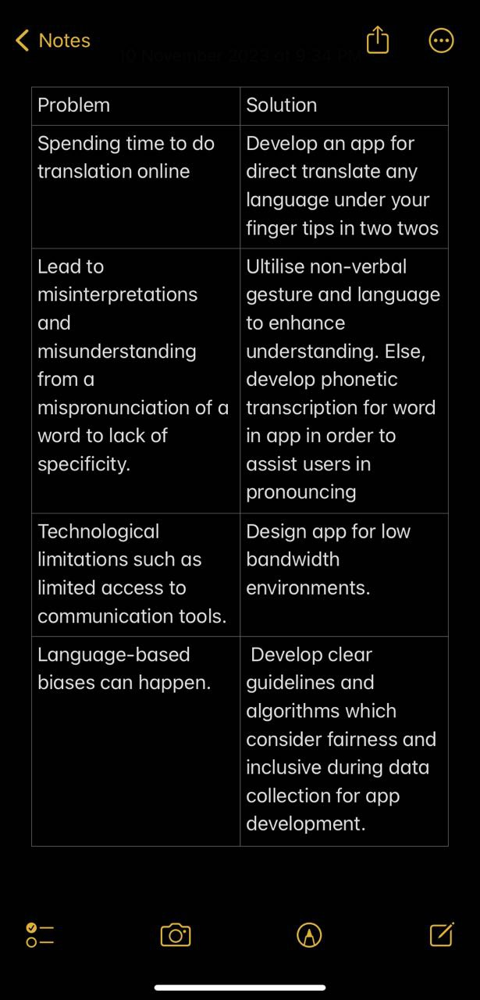 Notes
10 November 2023 at 9:34 PM
Problem
Solution
Spending time to do
translation online
Develop an app for
direct translate any
language under your
finger tips in two twos
Lead to
misinterpretations
and
misunderstanding
from a
mispronunciation of a
word to lack of
specificity.
Ultilise non-verbal
gesture and language
to enhance
understanding. Else,
develop phonetic
transcription for word
in app in order to
assist users in
pronouncing
Technological
limitations such as
limited access to
communication tools.
Design app for low
bandwidth
environments.
Language-based
biases can happen.
Develop clear
guidelines and
algorithms which
consider fairness and
inclusive during data
collection for app
development.